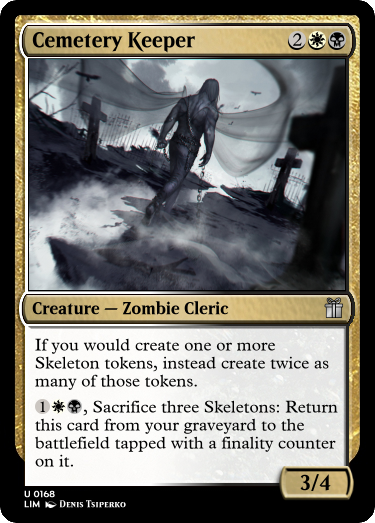 Cemetery Keeper 2
Creature — Zombie Cleric
If you would create one or more
Skeleton tokens, instead create twice as
many of those tokens.
1, Sacrifice three Skeletons: Return
this card from your graveyard to the
battlefield tapped with a finality counter
on it.
3/4
U 0168
LIM Denis Tsiperko